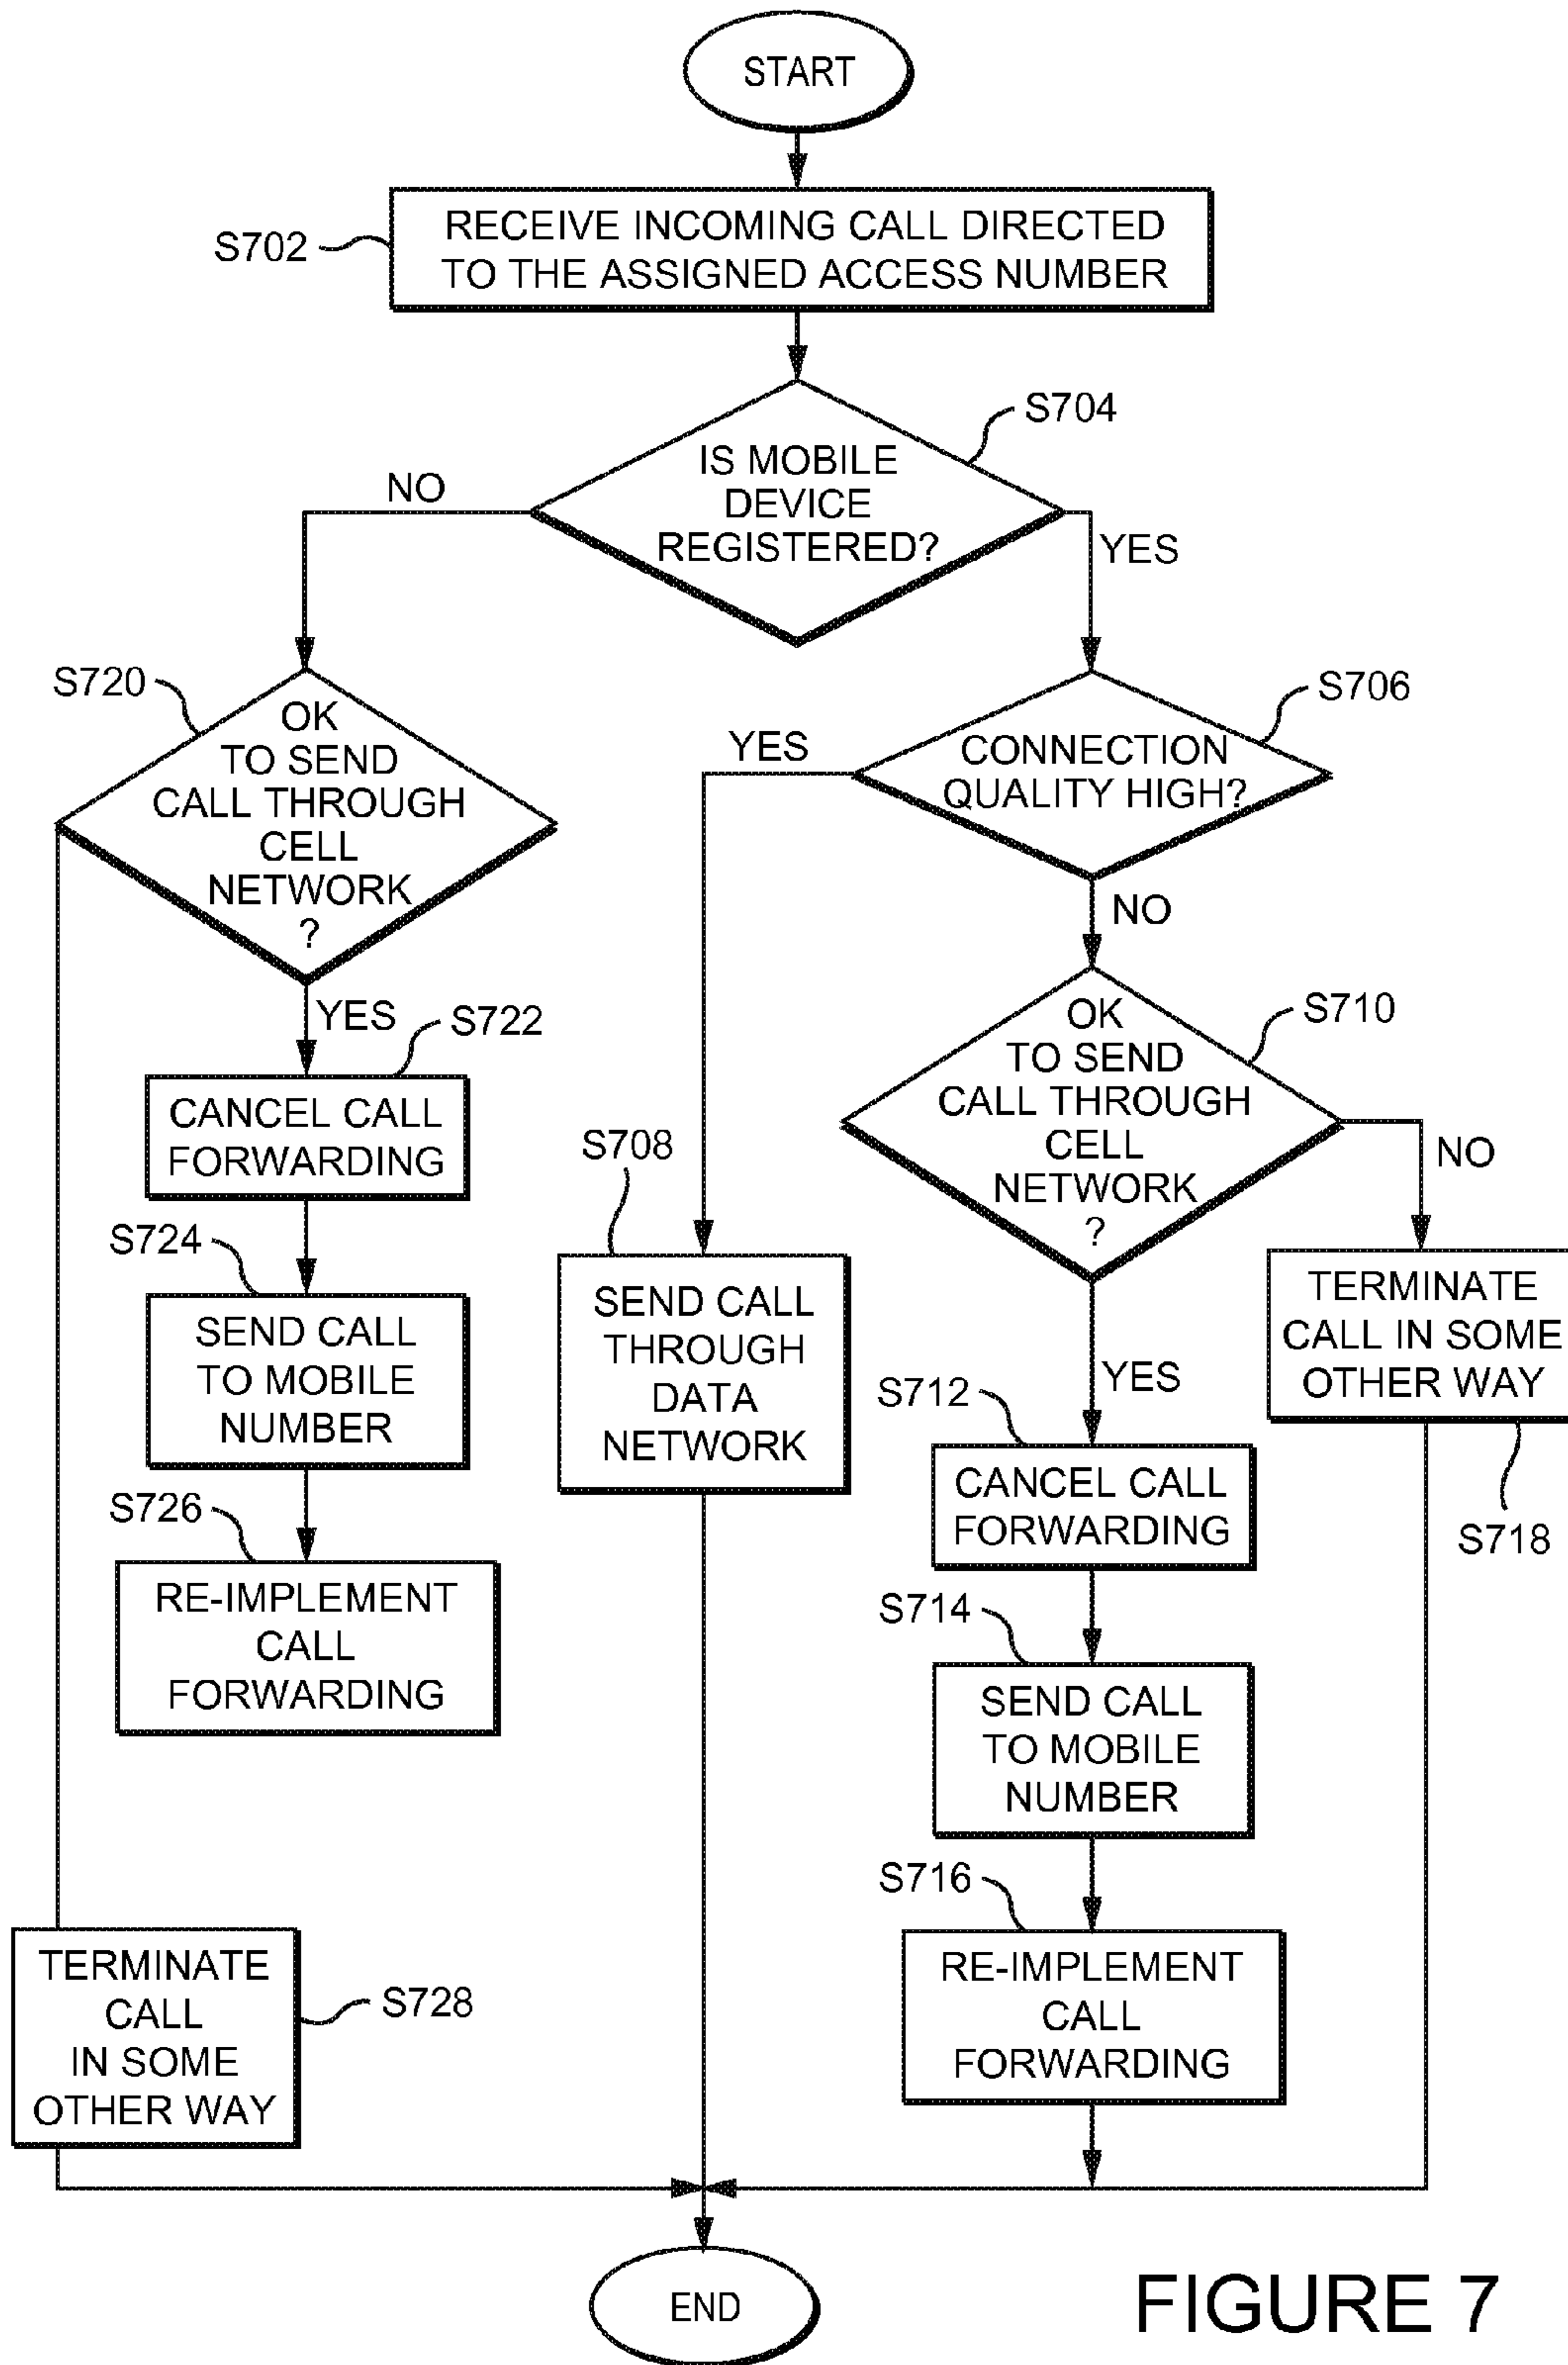 START
S702
RECEIVE INCOMING CALL DIRECTED
TO THE ASSIGNED ACCESS NUMBER
S704
IS MOBILE
DEVICE
REGISTERED?
NO
YES
S720
OK
TO SEND
CALL THROUGH
CELL
NETWORK
?
S706
CONNECTION
QUALITY HIGH?
YES
NO
YES
S722
CANCEL CALL
FORWARDING
S710
OK
TO SEND
CALL THROUGH
CELL
NETWORK
?
NO
YES
S708
SEND CALL
THROUGH
DATA
NETWORK
S724
SEND CALL
TO MOBILE
NUMBER
TERMINATE
CALL IN SOME
OTHER WAY
S718
S712
CANCEL CALL
FORWARDING
S726
RE-IMPLEMENT
CALL
FORWARDING
S714
SEND CALL
TO MOBILE
NUMBER
S716
RE-IMPLEMENT
CALL
FORWARDING
TERMINATE
CALL
IN SOME
OTHER WAY
S728
END
FIGURE 7